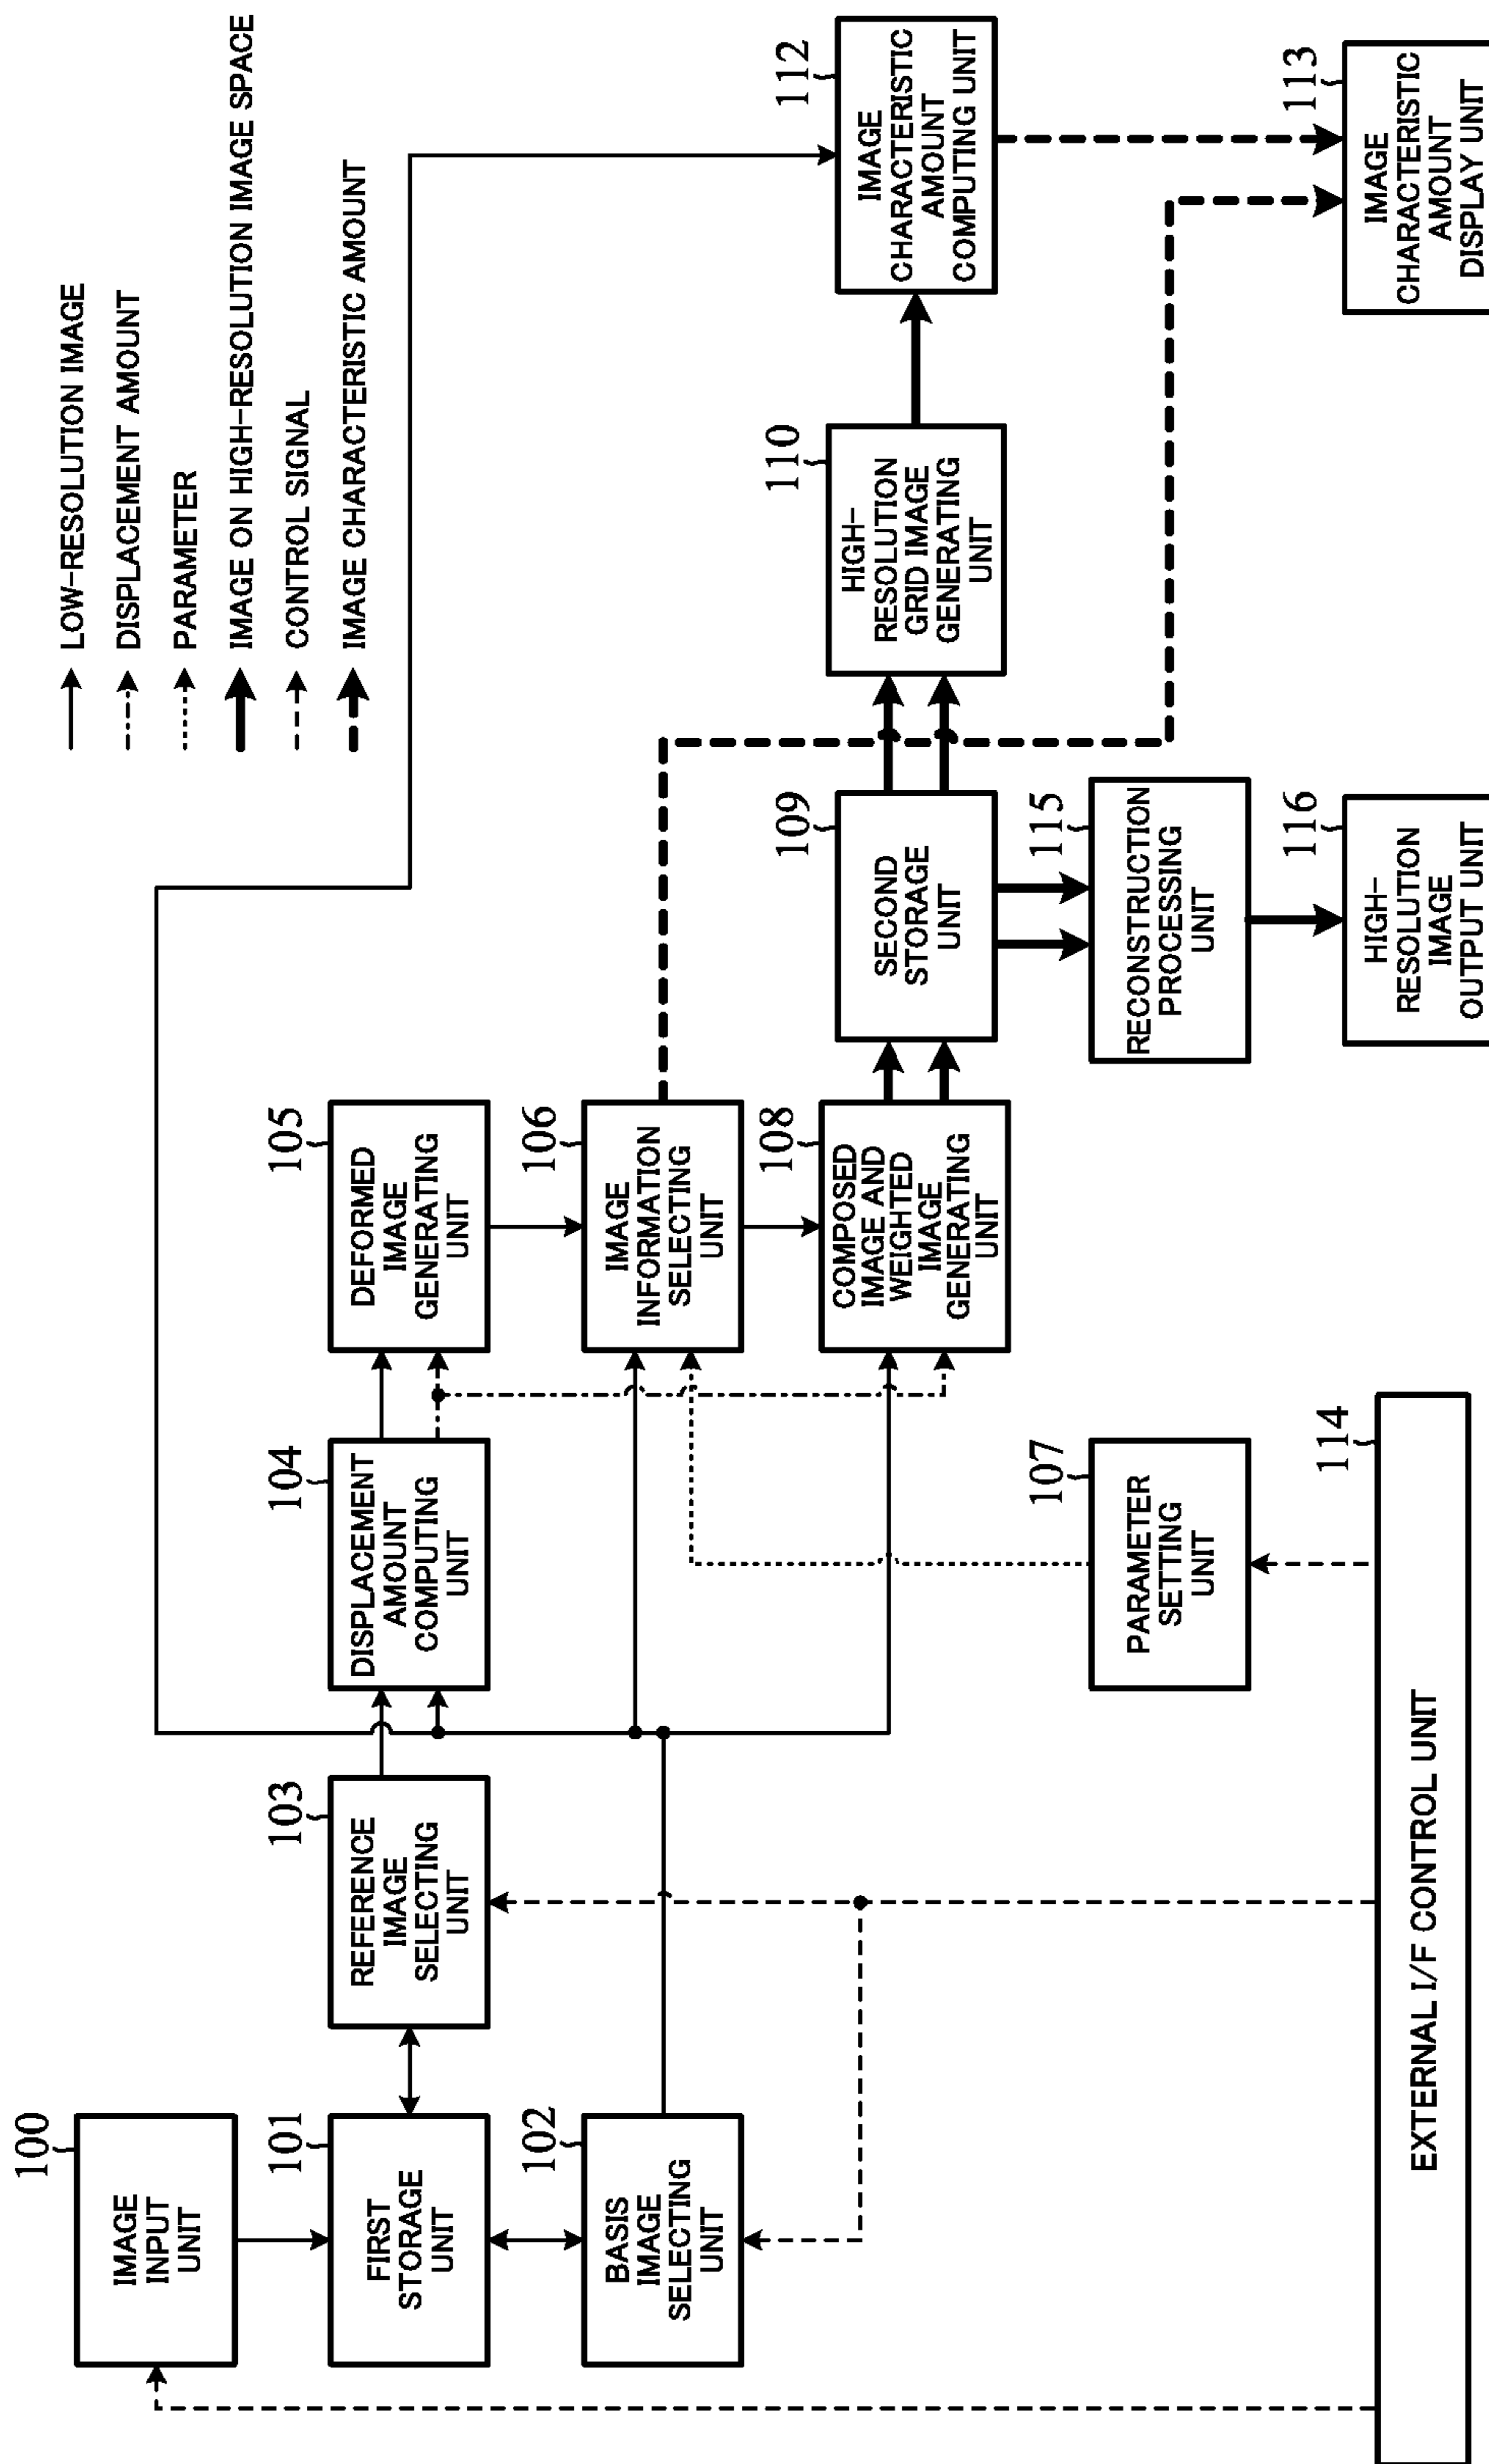 LOW-RESOLUTION IMAGE
DISPLACEMENT AMOUNT
PARAMETER
IMAGE ON HIGH-RESOLUTION IMAGE SPACE
CONTROL SIGNAL
IMAGE CHARACTERISTIC AMOUNT
100
IMAGE
INPUT
UNIT
101
FIRST
STORAGE
UNIT
102
BASIS
IMAGE
SELECTING
UNIT
103
REFERENCE
IMAGE
SELECTING
UNIT
104
DISPLACEMENT
AMOUNT
COMPUTING
UNIT
105
DEFORMED
IMAGE
GENERATING
UNIT
106
IMAGE
INFORMATION
SELECTING
UNIT
107
PARAMETER
SETTING
UNIT
108
COMPOSED
IMAGE AND
WEIGHTED
IMAGE
GENERATING
UNIT
109
SECOND
STORAGE
UNIT
110
HIGH-
RESOLUTION
GRID IMAGE
GENERATING
UNIT
112
IMAGE
CHARACTERISTIC
AMOUNT
COMPUTING UNIT
113
IMAGE
CHARACTERISTIC
AMOUNT
DISPLAY UNIT
115
RECONSTRUCTION
PROCESSING
UNIT
116
HIGH-
RESOLUTION
IMAGE
OUTPUT UNIT
114
EXTERNAL I/F CONTROL UNIT